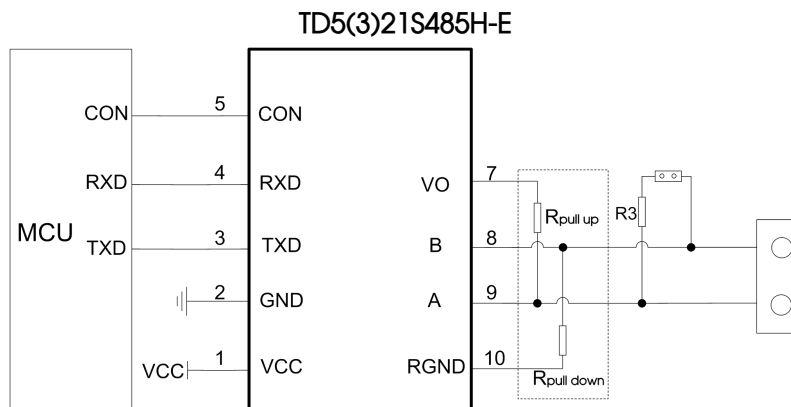 TD5(3)21S485H-E
MCU
CON 5 CON
RXD 4 RXD
TXD 3 TXD
2 GND
VCC 1 VCC
VO 7
B 8
A 9
RGND 10
Rpull up
R3
Rpull down